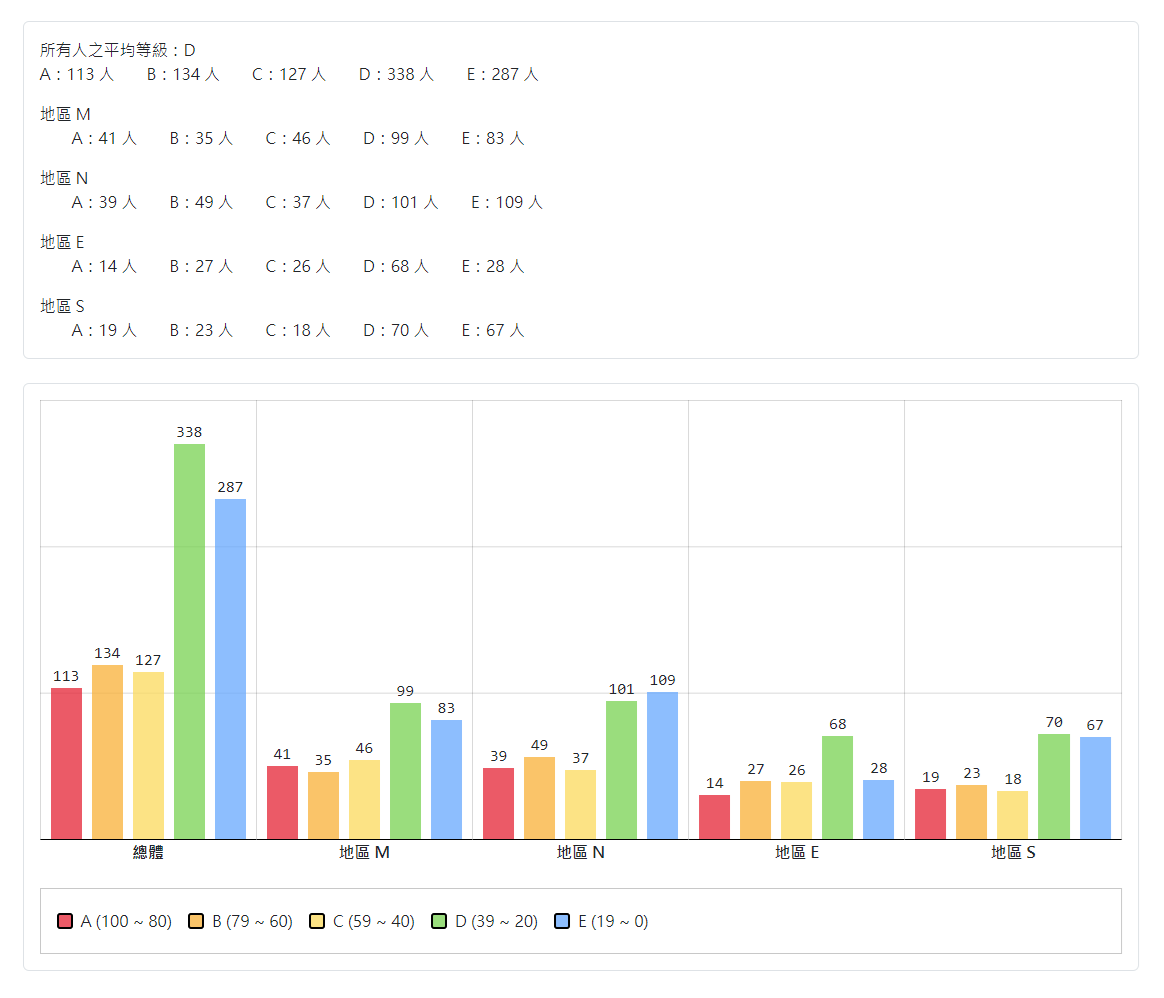 所有人之平均等級：D
A：113 人 B：134 人 C：127 人 D：338 人 E：287 人
地區 M
A：41 人 B：35 人 C：46 人 D：99 人 E：83 人
地區 N
A：39 人 B：49 人 C：37 人 D：101 人 E：109 人
地區 E
A：14 人 B：27 人 C：26 人 D：68 人 E：28 人
地區 S
A：19 人 B：23 人 C：18 人 D：70 人 E：67 人
113 134 127 338 287
41 35 46 99 83
39 49 37 101 109
14 27 26 68 28
19 23 18 70 67
總體 地區 M 地區 N 地區 E 地區 S
A (100 ~ 80) B (79 ~ 60) C (59 ~ 40) D (39 ~ 20) E (19 ~ 0)